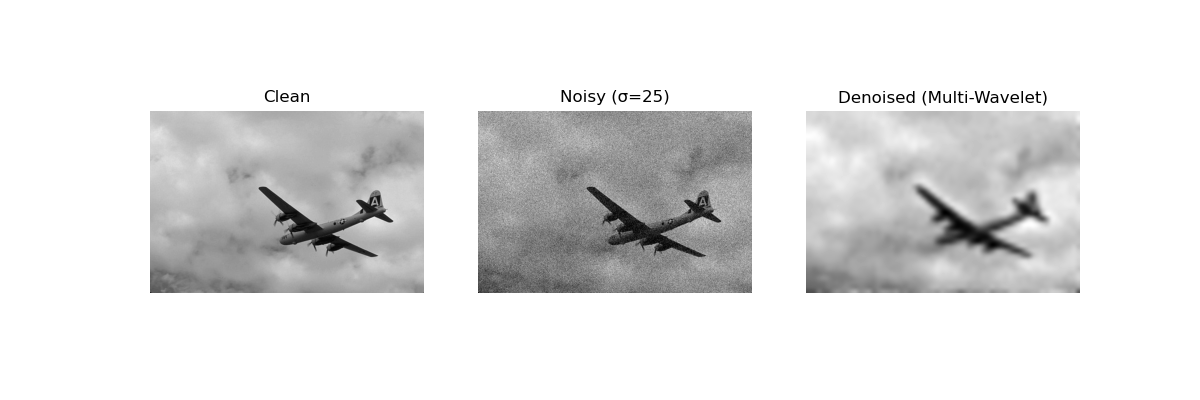 Clean
Noisy (σ=25)
Denoised (Multi-Wavelet)
A
A